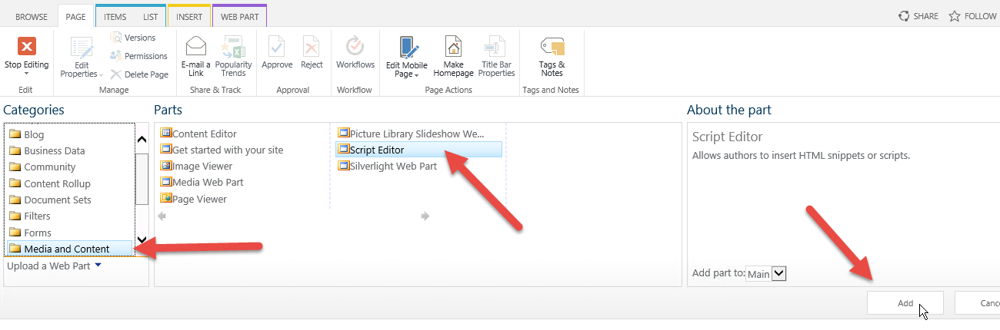 BROWSE PAGE ITEMS LIST INSERT WEB PART SHARE FOLLOW
Stop Editing
Edit
Edit Properties
Versions
Permissions
Delete Page
Manage
E-mail a Link
Popularity Trends
Share & Track
Approve
Reject
Approval
Workflows
Workflow
Edit Mobile Page
Make Homepage
Title Bar Properties
Page Actions
Tags & Notes
Tags and Notes
Categories
Blog
Business Data
Community
Content Rollup
Document Sets
Filters
Forms
Media and Content
Upload a Web Part
Parts
Content Editor
Get started with your site
Image Viewer
Media Web Part
Page Viewer
Picture Library Slideshow We...
Script Editor
Silverlight Web Part
About the part
Script Editor
Allows authors to insert HTML snippets or scripts.
Add part to: Main
Add
Canc